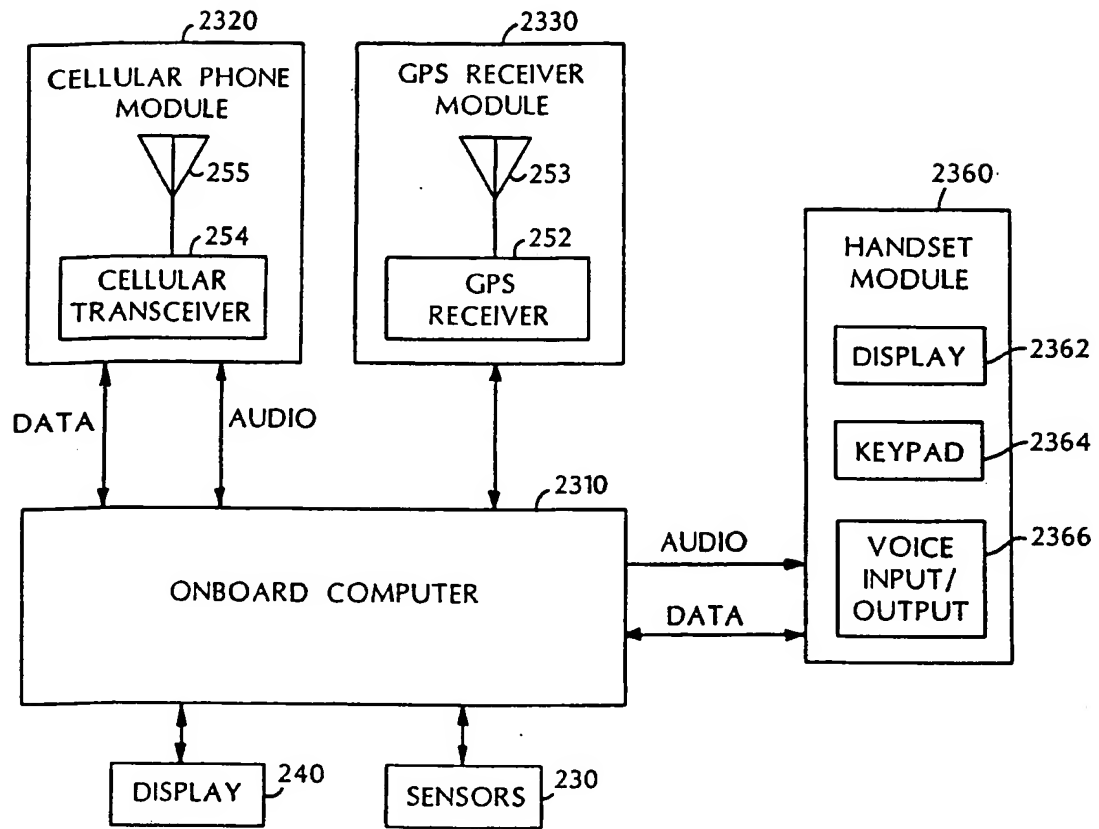 2320
CELLULAR PHONE
MODULE
255
254
CELLULAR
TRANSCEIVER
2330
GPS RECEIVER
MODULE
253
252
GPS
RECEIVER
2360
HANDSET
MODULE
DISPLAY
2362
KEYPAD
2364
VOICE
INPUT/
OUTPUT
2366
DATA
AUDIO
2310
ONBOARD COMPUTER
AUDIO
DATA
DISPLAY
240
SENSORS
230